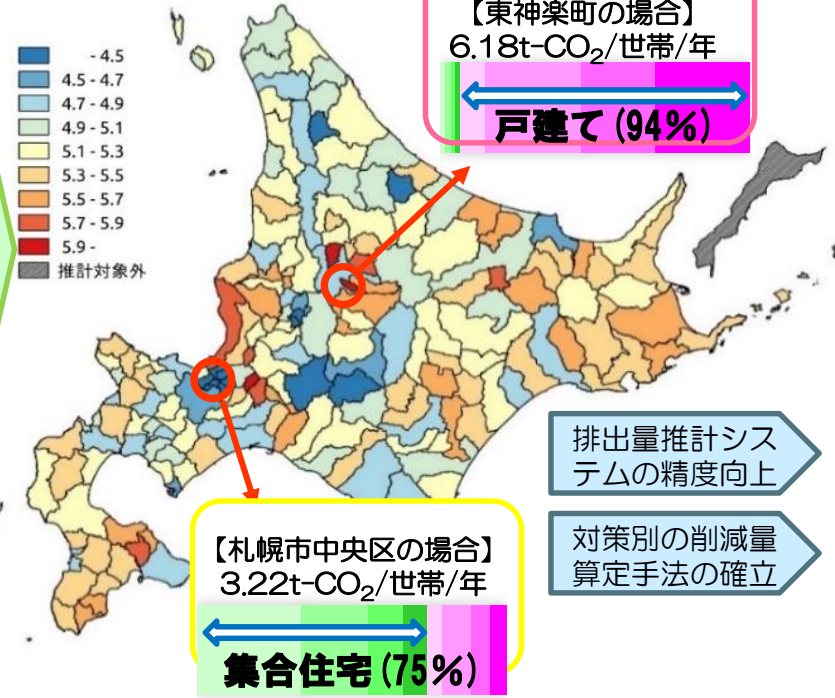 【東神楽町の場合】
6.18t-CO₂/世帯/年
戸建て(94%)
- 4.5
4.5 - 4.7
4.7 - 4.9
4.9 - 5.1
5.1 - 5.3
5.3 - 5.5
5.5 - 5.7
5.7 - 5.9
5.9 -
推計対象外
排出量推計シス
テムの精度向上
対策別の削減量
算定手法の確立
【札幌市中央区の場合】
3.22t-CO₂/世帯/年
集合住宅(75%)